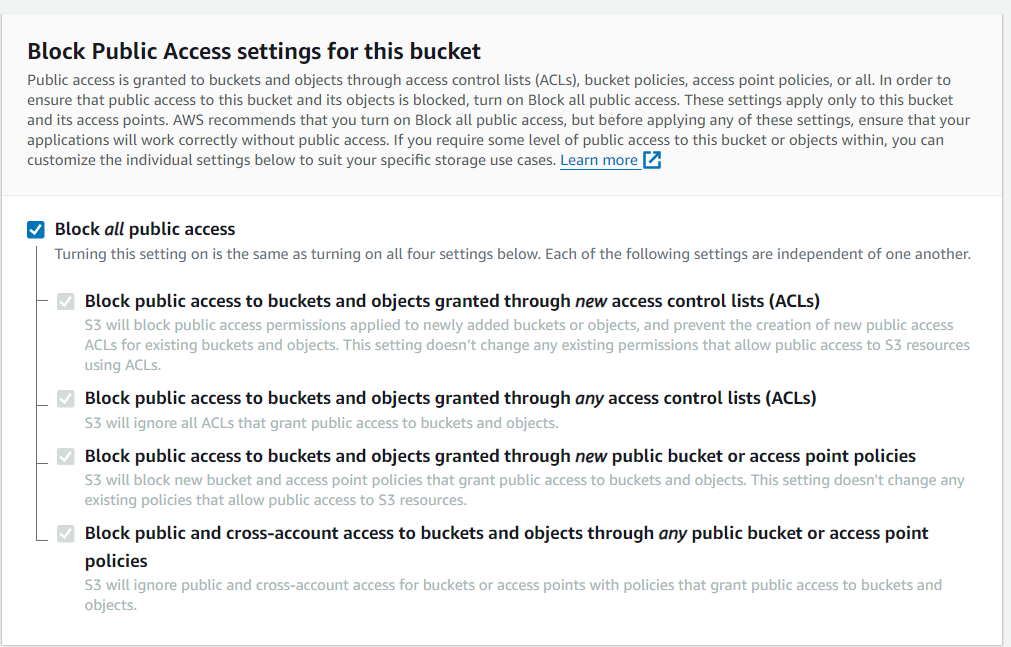 Block Public Access settings for this bucket
Public access is granted to buckets and objects through access control lists (ACLs), bucket policies, access point policies, or all. In order to
ensure that public access to this bucket and its objects is blocked, turn on Block all public access. These settings apply only to this bucket
and its access points. AWS recommends that you turn on Block all public access, but before applying any of these settings, ensure that your
applications will work correctly without public access. If you require some level of public access to this bucket or objects within, you can
customize the individual settings below to suit your specific storage use cases. Learn more
Block all public access
Turning this setting on is the same as turning on all four settings below. Each of the following settings are independent of one another.
Block public access to buckets and objects granted through new access control lists (ACLs)
S3 will block public access permissions applied to newly added buckets or objects, and prevent the creation of new public access
ACLs for existing buckets and objects. This setting doesn't change any existing permissions that allow public access to S3 resources
using ACLs.
Block public access to buckets and objects granted through any access control lists (ACLs)
S3 will ignore all ACLs that grant public access to buckets and objects.
Block public access to buckets and objects granted through new public bucket or access point policies
S3 will block new bucket and access point policies that grant public access to buckets and objects. This setting doesn't change any
existing policies that allow public access to S3 resources.
Block public and cross-account access to buckets and objects through any public bucket or access point
policies
S3 will ignore public and cross-account access for buckets or access points with policies that grant public access to buckets and
objects.